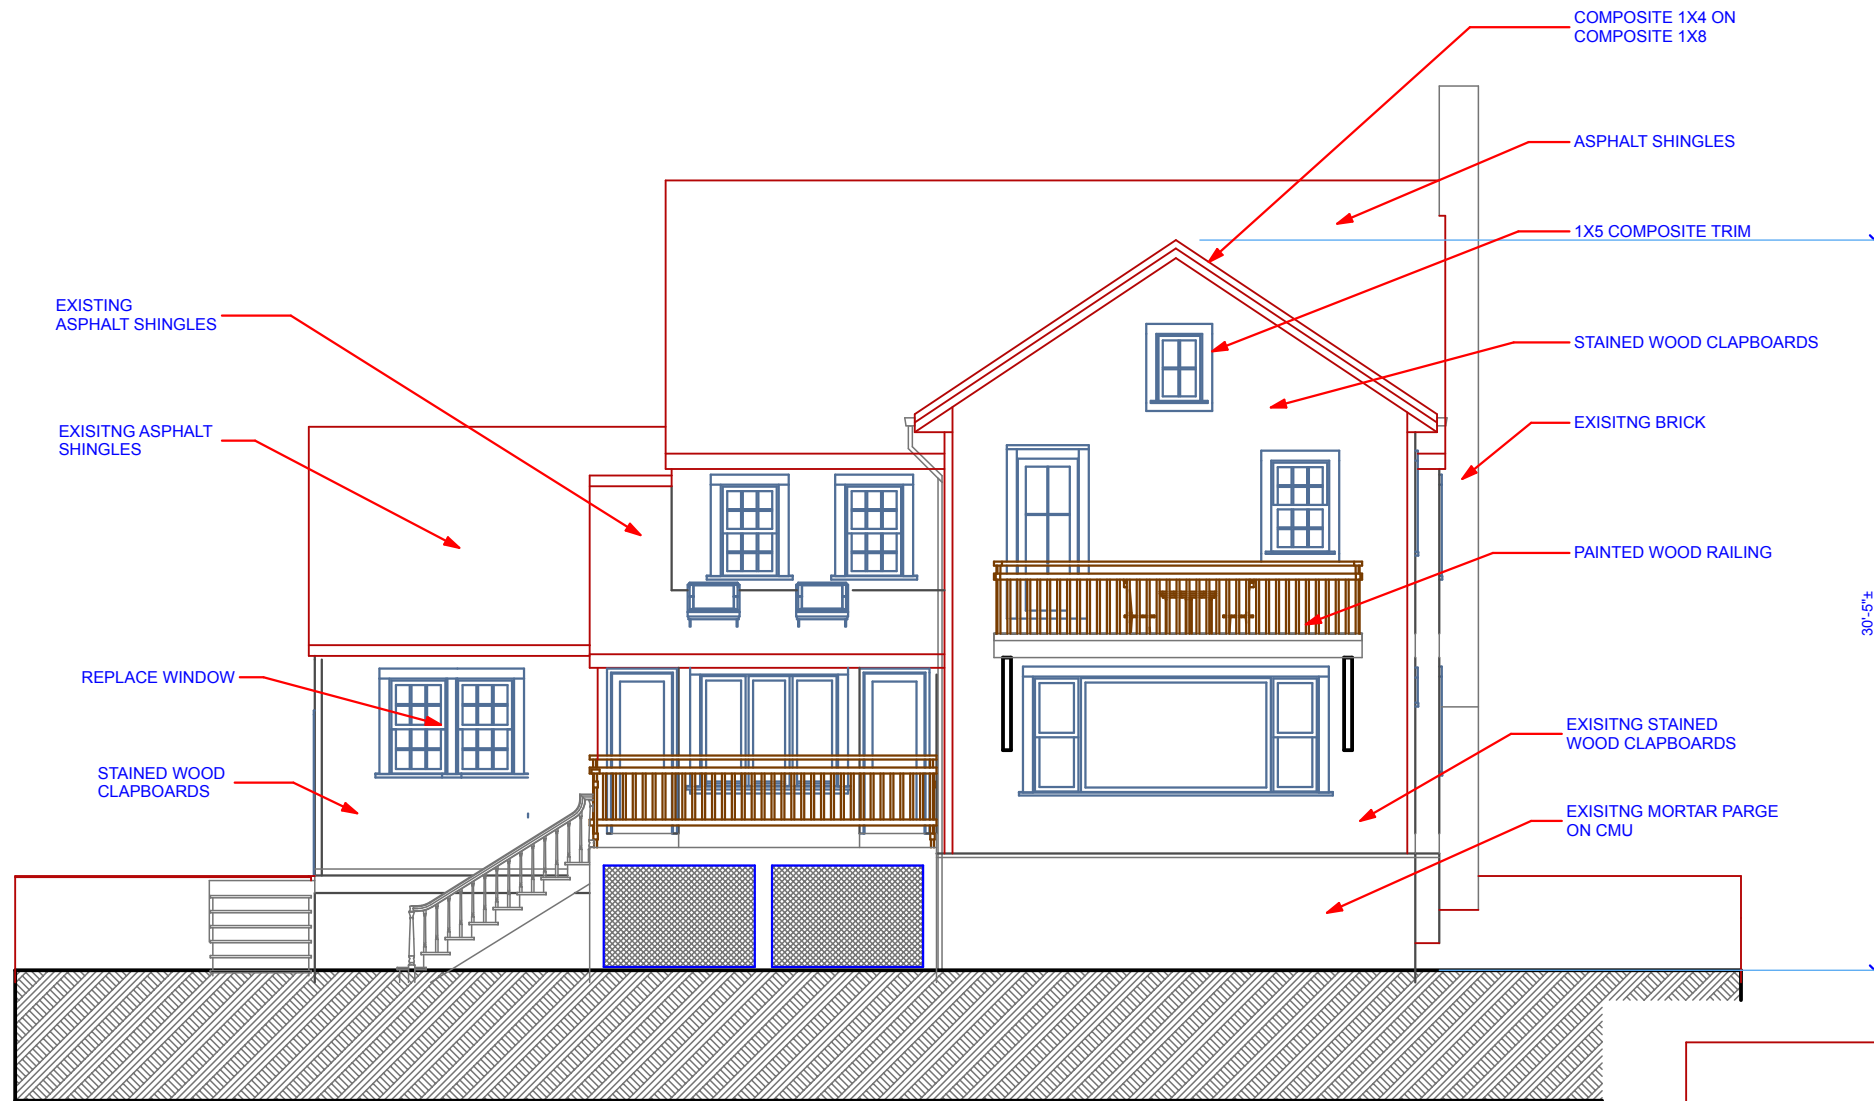 COMPOSITE 1X4 ON
COMPOSITE 1X8
ASPHALT SHINGLES
1X5 COMPOSITE TRIM
EXISTING
ASPHALT SHINGLES
STAINED WOOD CLAPBOARDS
EXISITNG BRICK
EXISITNG ASPHALT
SHINGLES
PAINTED WOOD RAILING
30'-5"±
REPLACE WINDOW
EXISITNG STAINED
WOOD CLAPBOARDS
STAINED WOOD
CLAPBOARDS
EXISITNG MORTAR PARGE
ON CMU